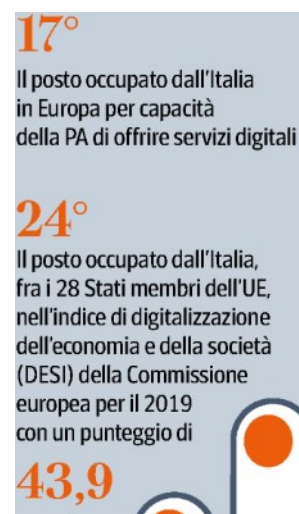 17°
Il posto occupato dall'Italia
in Europa per capacità
della PA di offrire servizi digitali
24°
Il posto occupato dall'Italia,
fra i 28 Stati membri dell'UE,
nell'indice di digitalizzazione
dell'economia e della società
(DESI) della Commissione
europea per il 2019
con un punteggio di
43,9